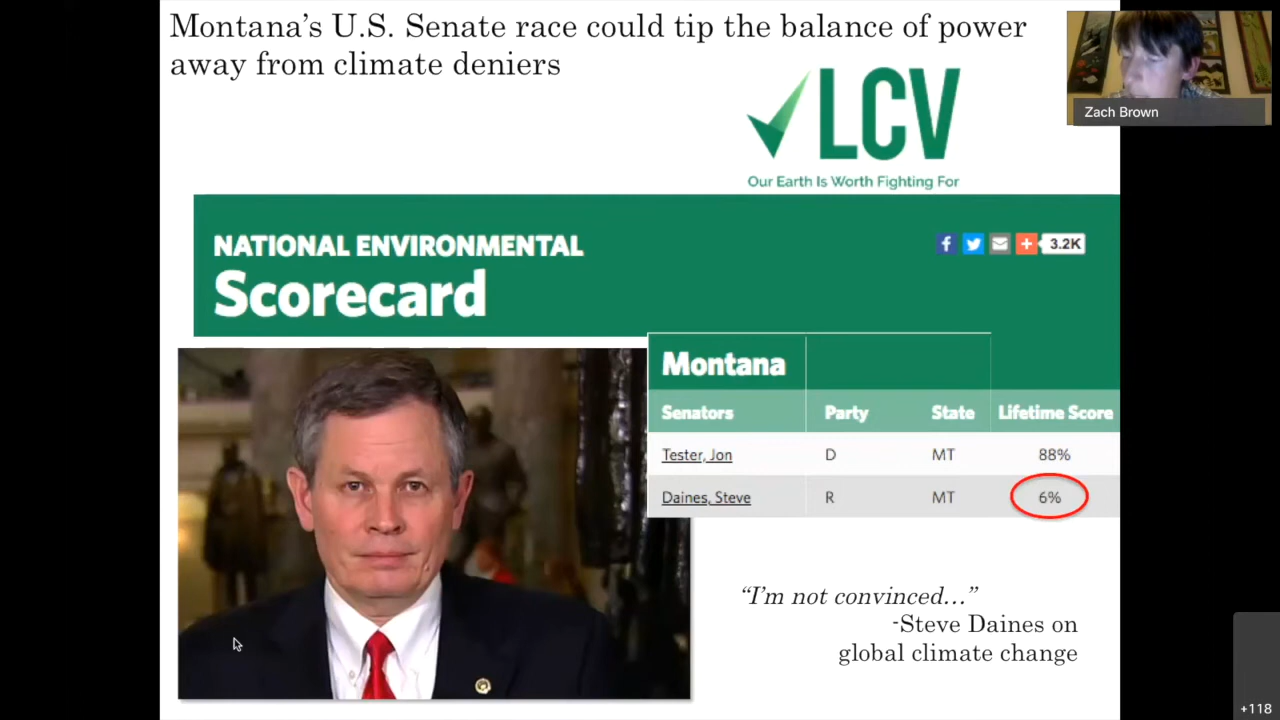 Montana's U.S. Senate race could tip the balance of power
away from climate deniers
Zach Brown
LCV
Our Earth Is Worth Fighting For
NATIONAL ENVIRONMENTAL
Scorecard
3.2K
Montana
Senators Party State Lifetime Score
Tester, Jon D MT 88%
Daines, Steve R MT 6%
“I'm not convinced…”
-Steve Daines on
global climate change
+118